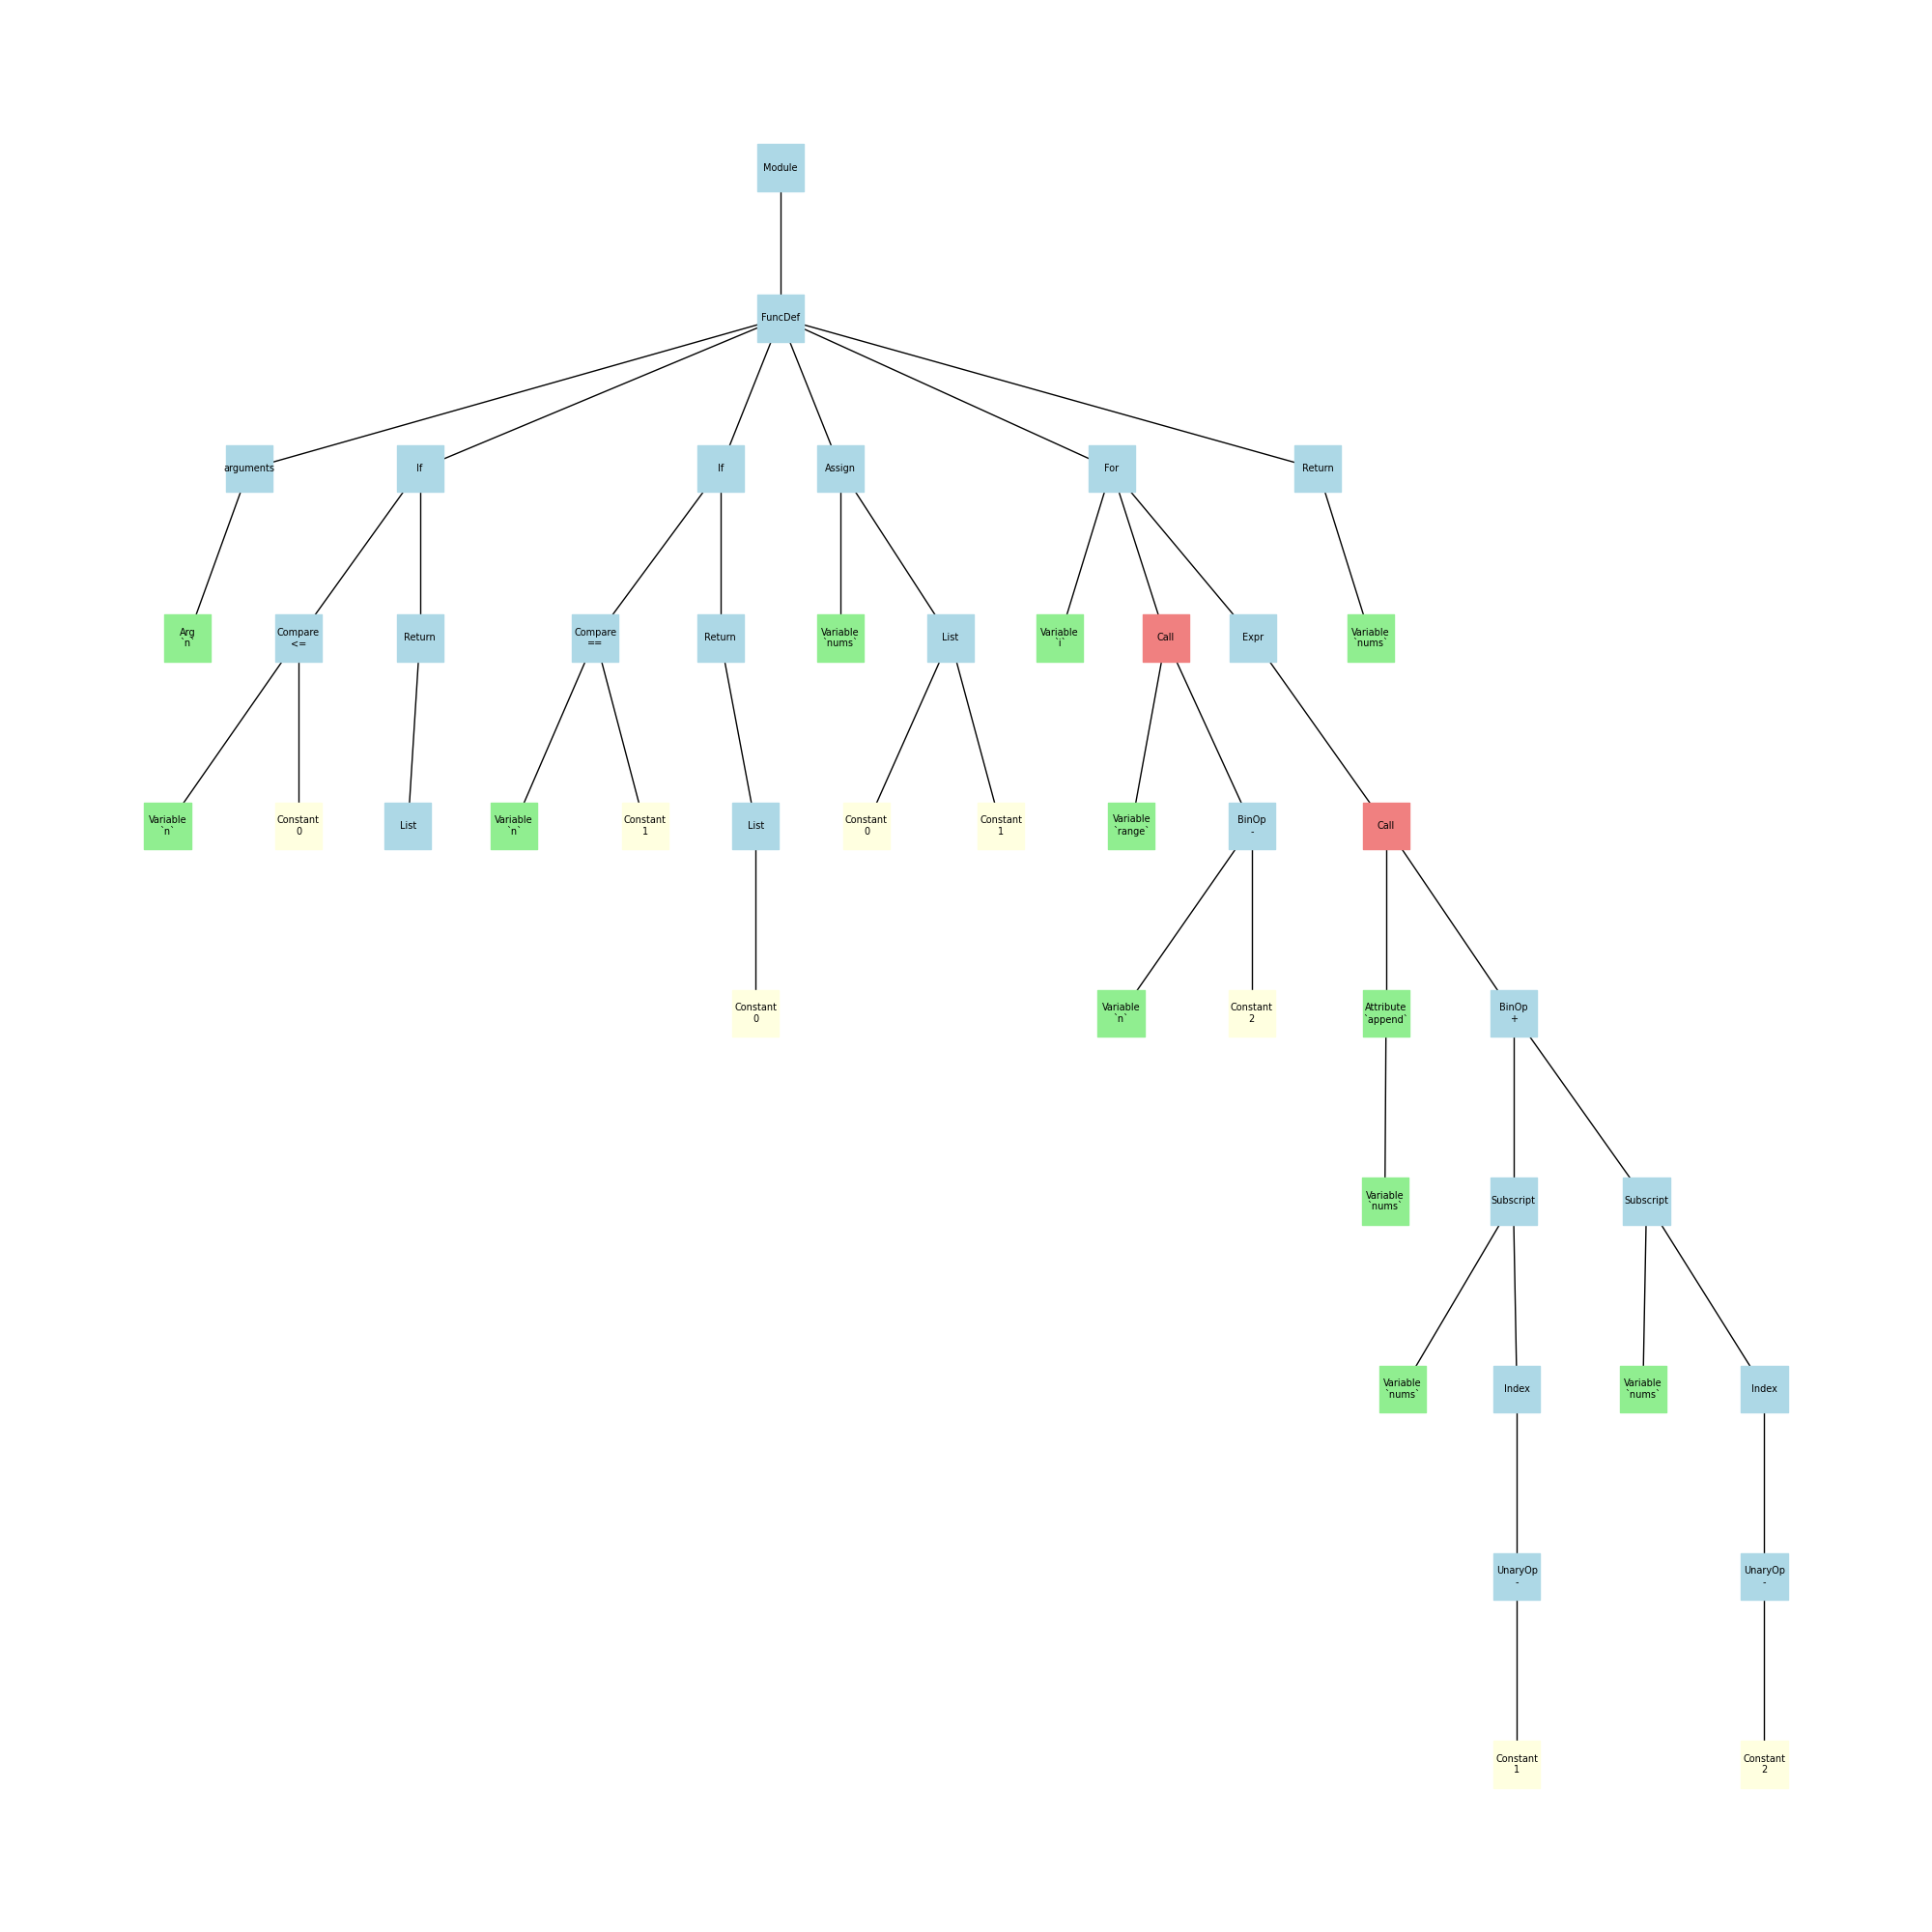 Module
FuncDef
arguments
If
If
Assign
For
Return
Arg
`n`
Compare
<=
Return
Compare
==
Return
Variable
`nums`
List
Variable
`i`
Call
Expr
Variable
`nums`
Variable
`n`
Constant
0
List
Variable
`n`
Constant
1
List
Constant
0
Constant
1
Variable
`range`
BinOp
-
Call
Constant
0
Variable
`n`
Constant
2
Attribute
`append`
BinOp
+
Variable
`nums`
Subscript
Subscript
Variable
`nums`
Index
Variable
`nums`
Index
UnaryOp
-
UnaryOp
-
Constant
1
Constant
2